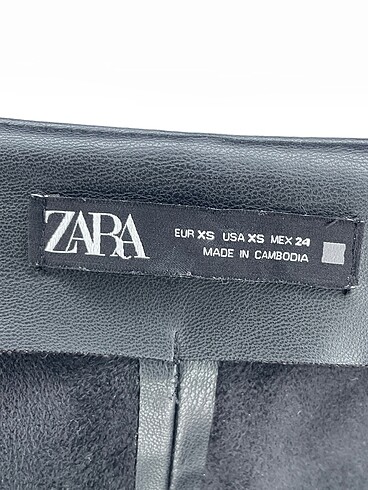 ZARA
EUR XS USA XS MEX 24
MADE IN CAMBODIA